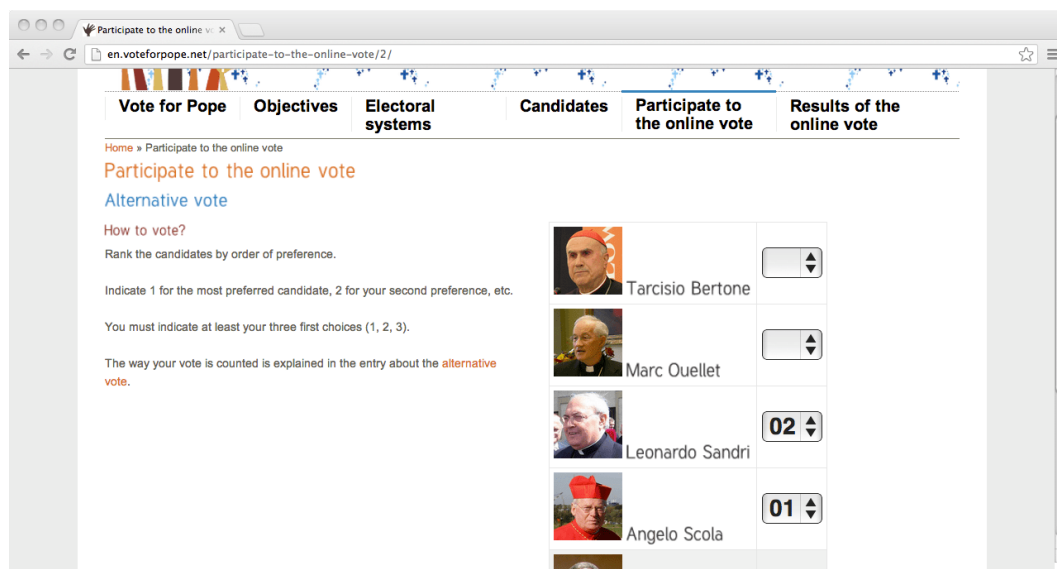 Participate to the online vo
en.voteforpope.net/participate-to-the-online-vote/2/
Vote for Pope
Objectives
Electoral
systems
Candidates
Participate to
the online vote
Results of the
online vote
Home » Participate to the online vote
Participate to the online vote
Alternative vote
How to vote?
Rank the candidates by order of preference.
Indicate 1 for the most preferred candidate, 2 for your second preference, etc.
You must indicate at least your three first choices (1, 2, 3).
The way your vote is counted is explained in the entry about the alternative
vote.
Tarcisio Bertone
Marc Ouellet
Leonardo Sandri
02
Angelo Scola
01